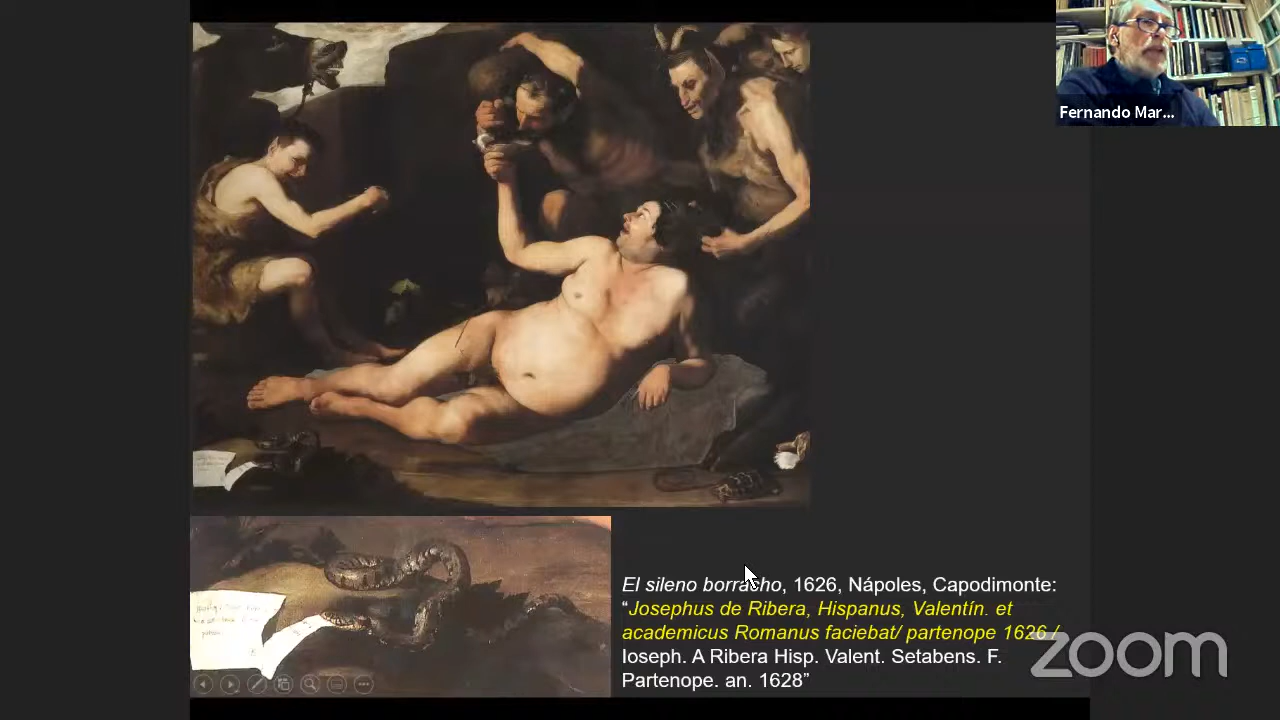 Fernando Mar...
El sileno borracho, 1626, Nápoles, Capodimonte:
“Josephus de Ribera, Hispanus, Valentín. et
academicus Romanus faciebat/ partenope 1626 /
Ioseph. A Ribera Hisp. Valent. Setabens. F.
Partenope. an. 1628”
zoom